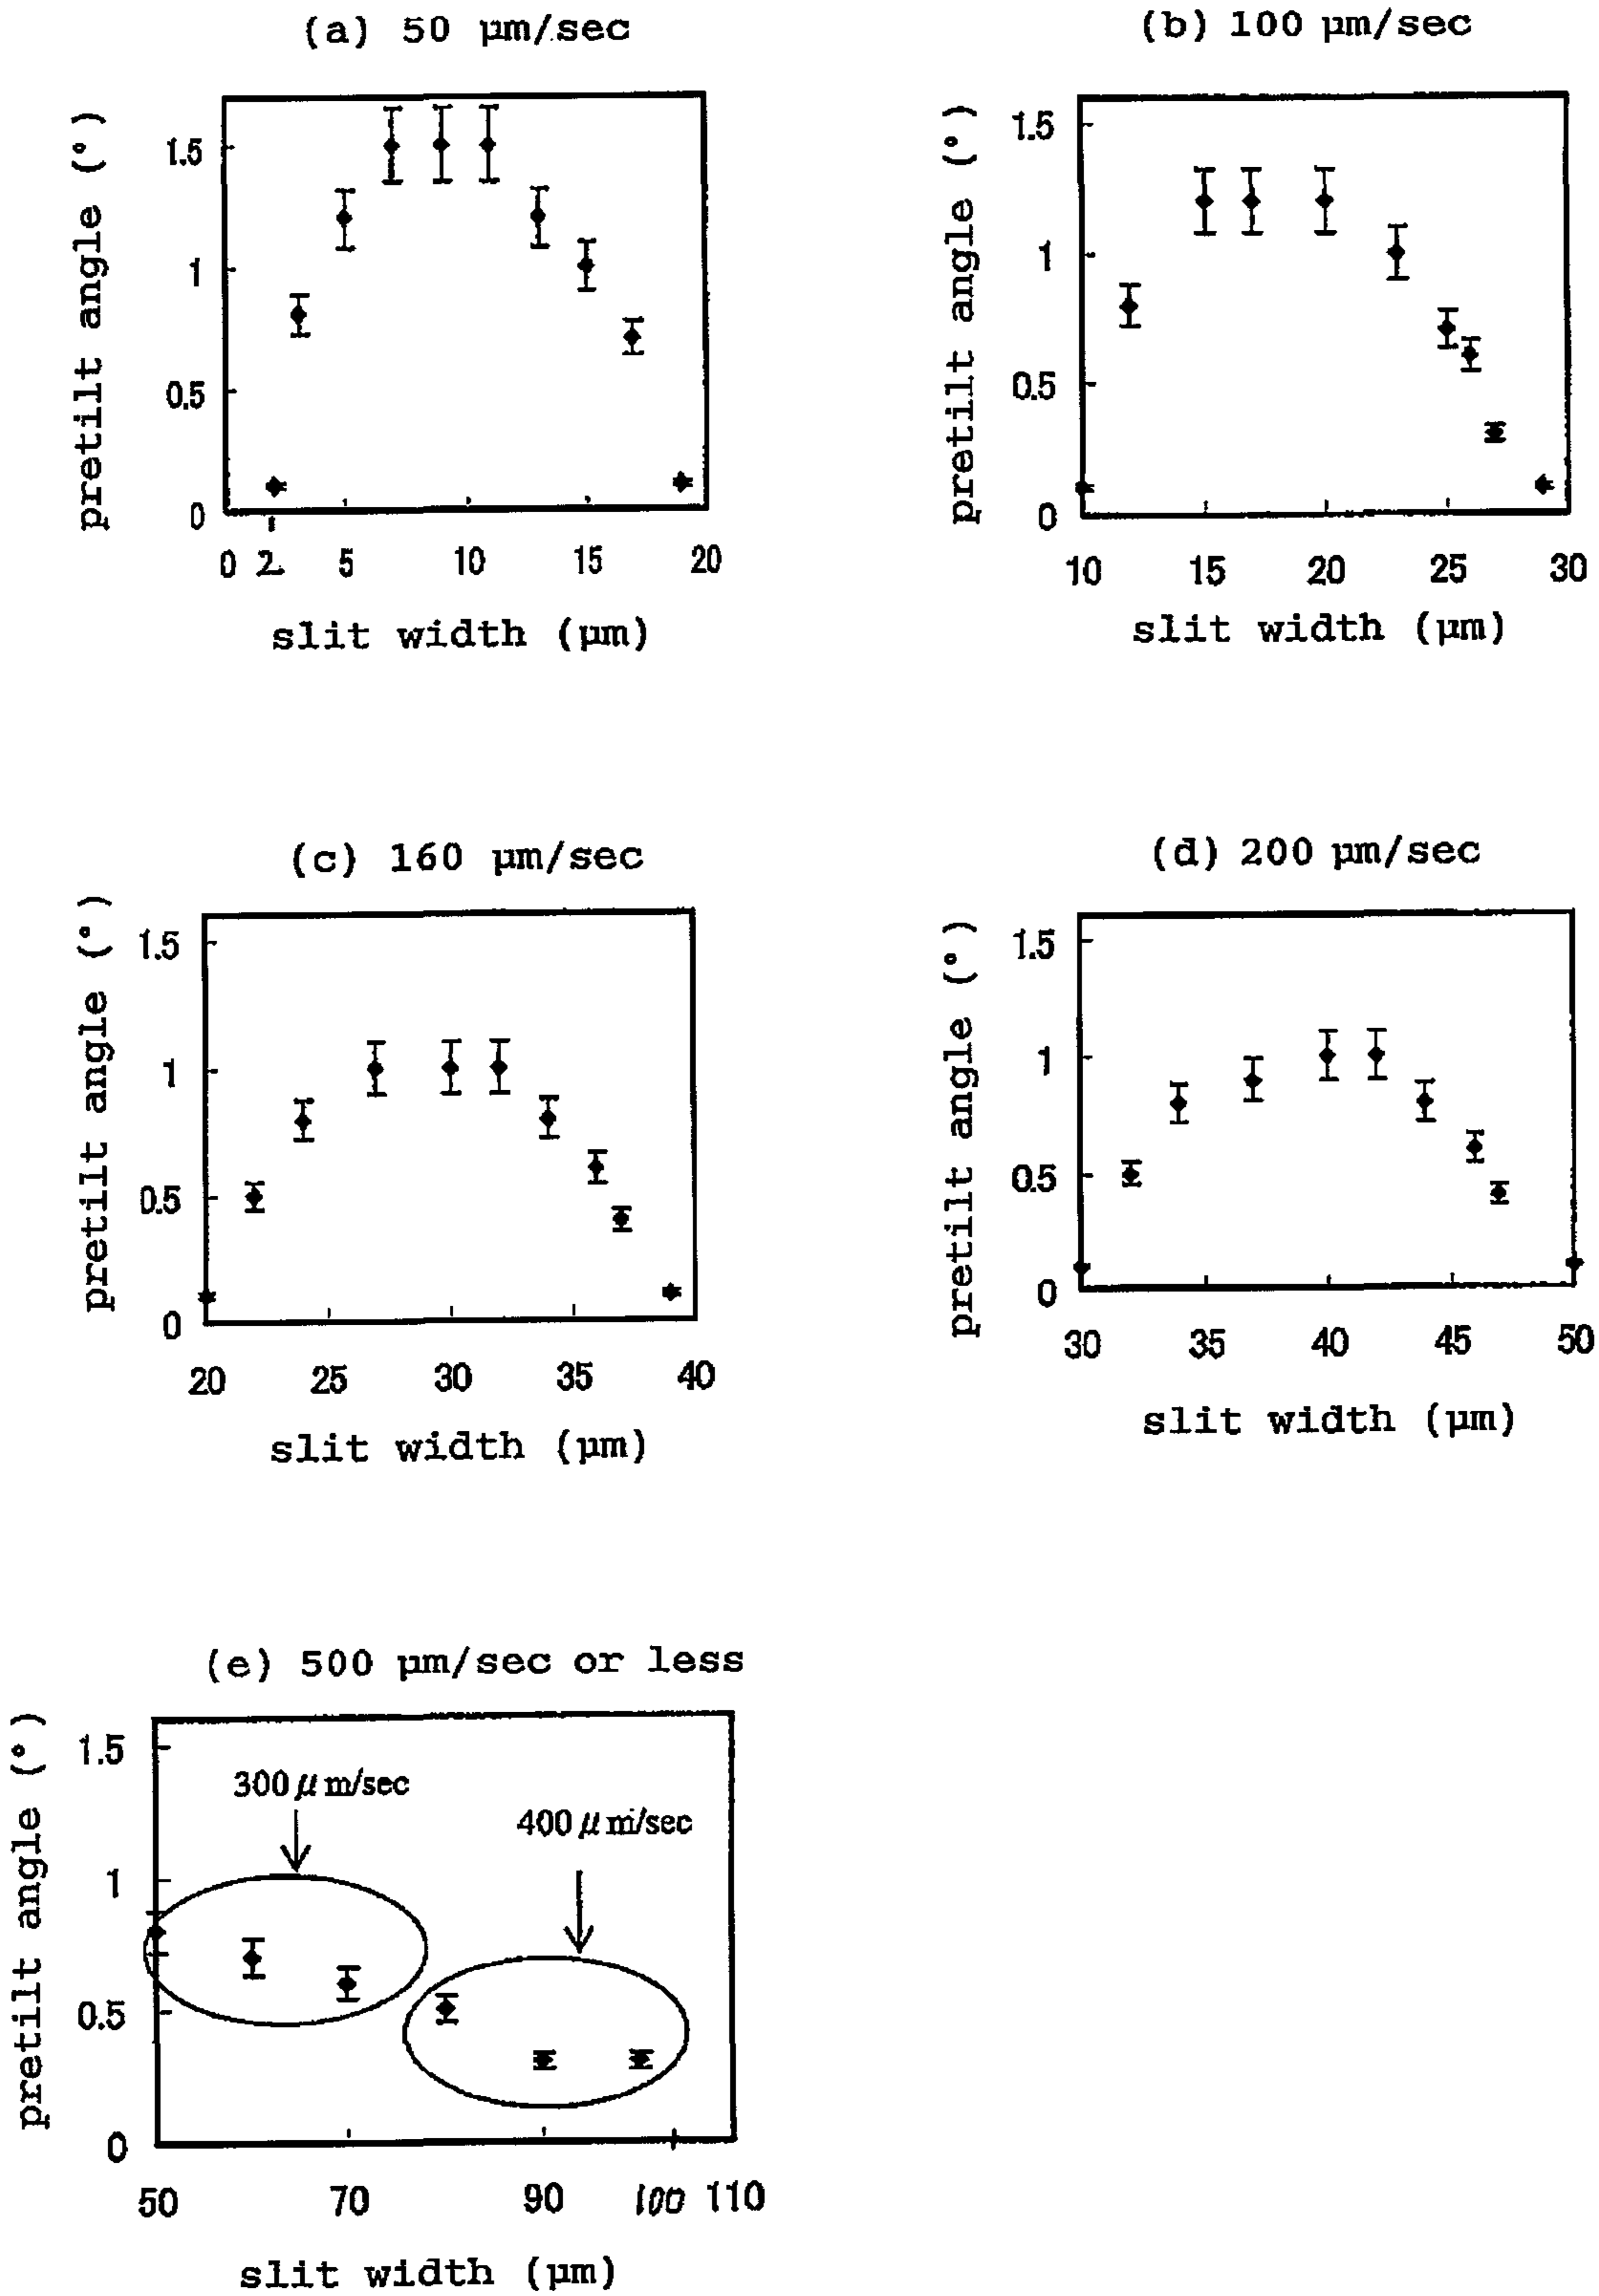 (a) 50 µm/sec
pretilt angle (°)
1.5
1
0.5
0
0 2 5 10 15 20
slit width (µm)
(b) 100 µm/sec
pretilt angle (°)
1.5
1
0.5
0
10 15 20 25 30
slit width (µm)
(c) 160 µm/sec
pretilt angle (°)
1.5
1
0.5
0
20 25 30 35 40
slit width (µm)
(d) 200 µm/sec
pretilt angle (°)
1.5
1
0.5
0
30 35 40 45 50
slit width (µm)
(e) 500 µm/sec or less
pretilt angle (°)
1.5
1
0.5
0
300 µm/sec
400 µm/sec
50 70 90 100 110
slit width (µm)